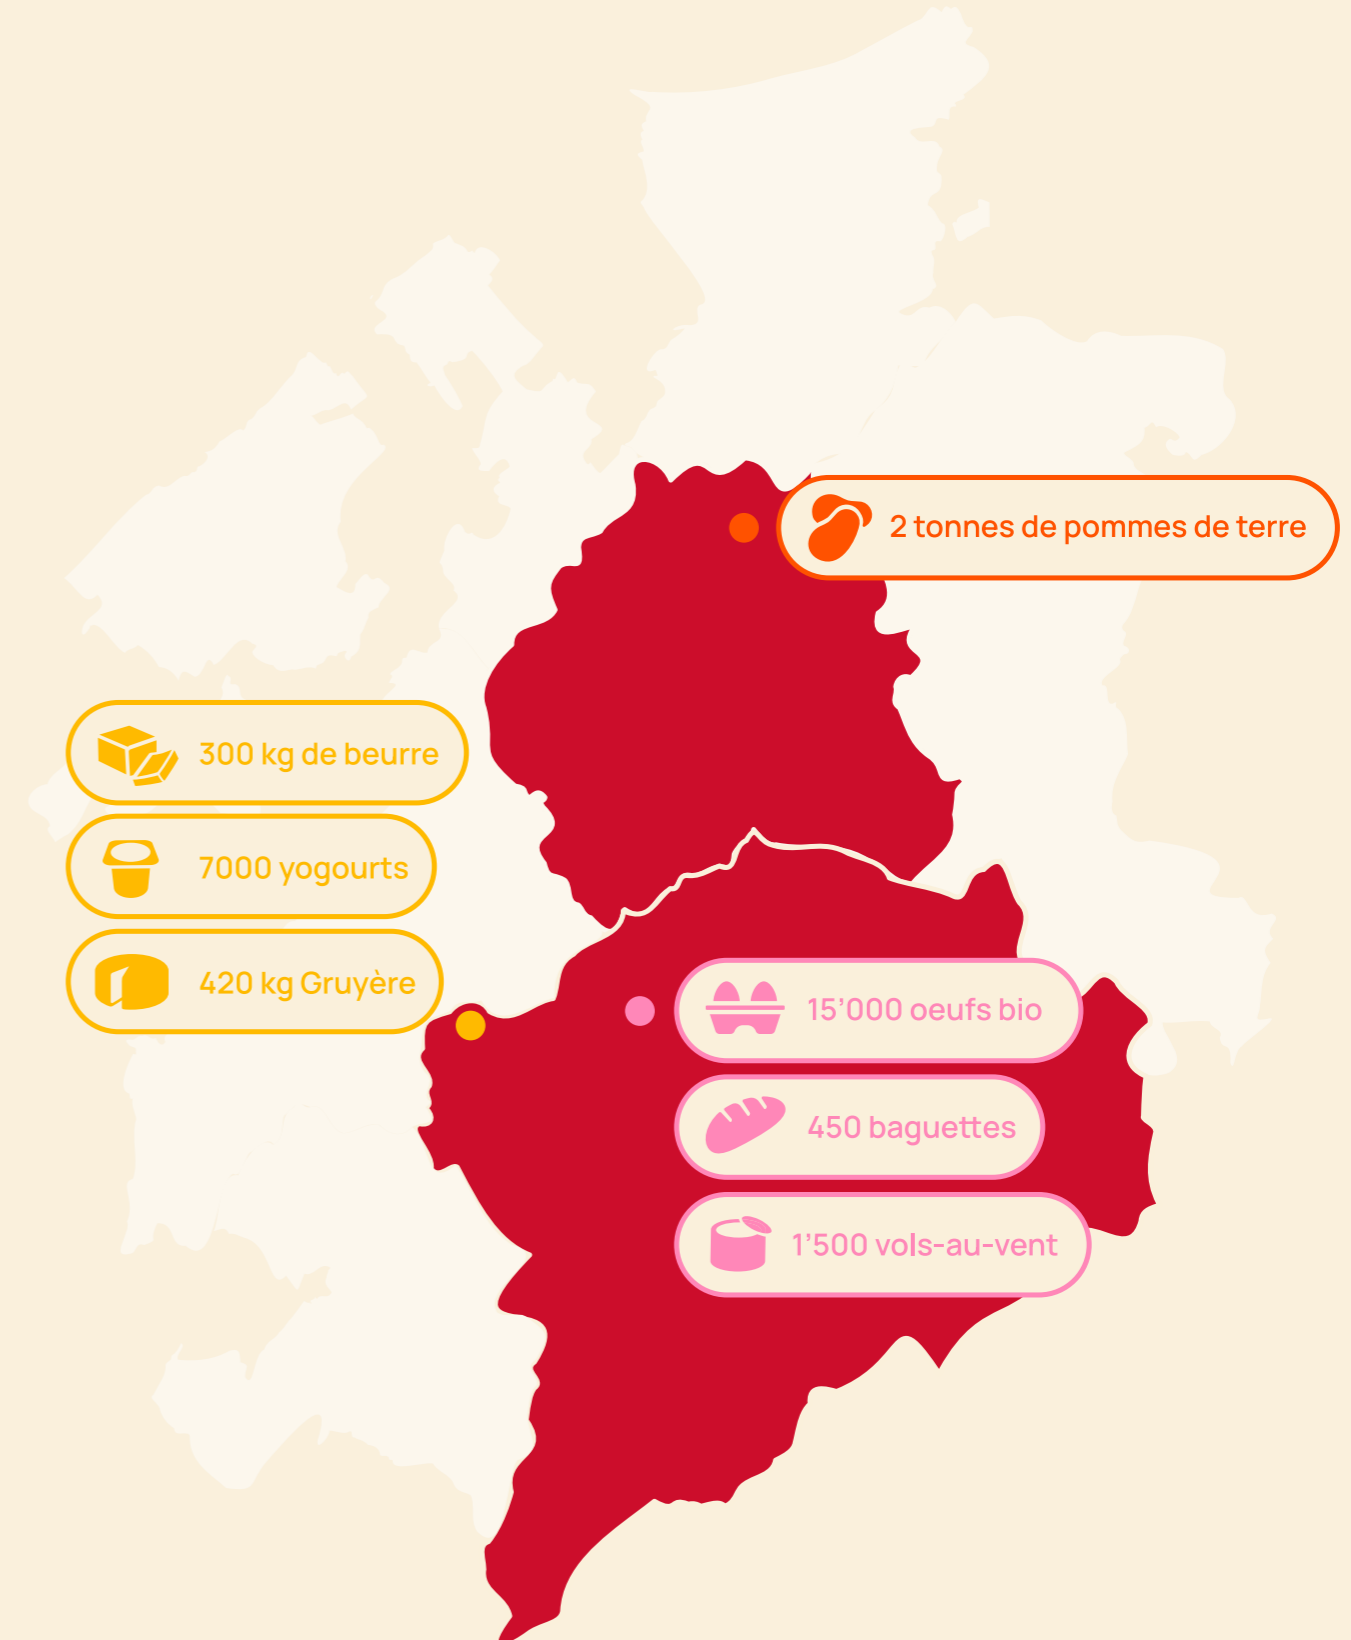 2 tonnes de pommes de terre
300 kg de beurre
7000 yogourts
420 kg Gruyère
15’000 oeufs bio
450 baguettes
1’500 vols-au-vent